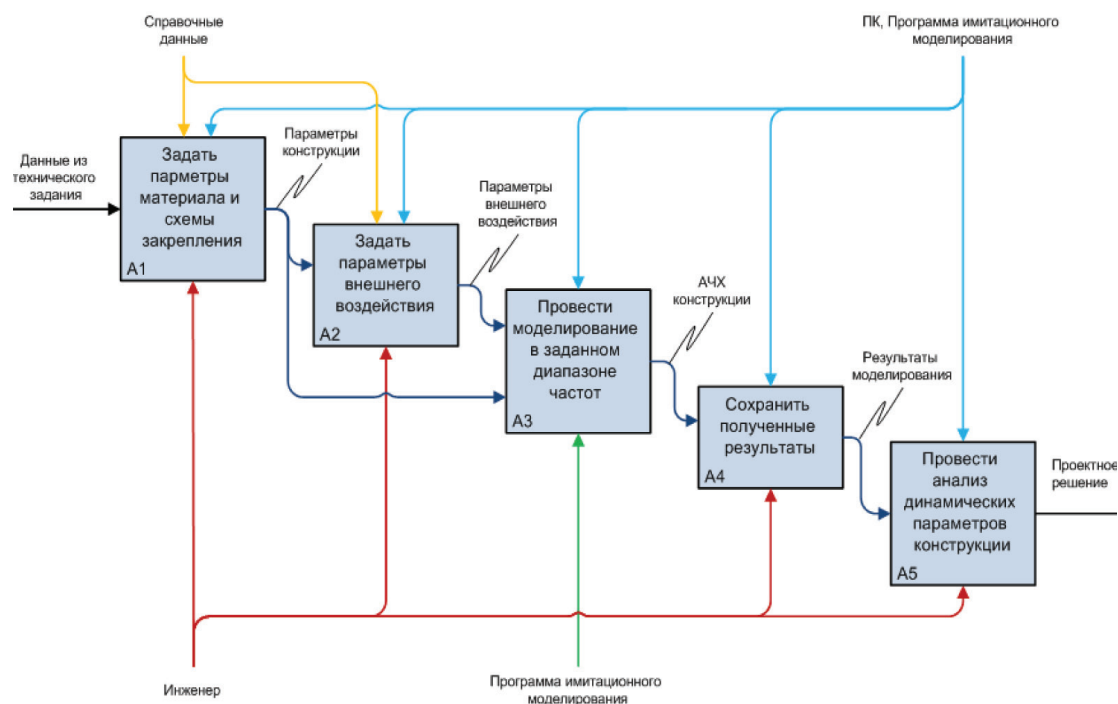 Справочные
данные
ПК, Программа имитационного
моделирования
Данные из
технического
задания
Задать
парметры
материала и
схемы
закрепления
A1
Параметры
конструкции
Задать
параметры
внешнего
воздействия
A2
Параметры
внешнего
воздействия
Провести
моделирование
в заданном
диапазоне
частот
A3
АЧХ
конструкции
Сохранить
полученные
результаты
A4
Результаты
моделирования
Провести
анализ
динамических
параметров
конструкции
A5
Проектное
решение
Инженер
Программа имитационного
моделирования